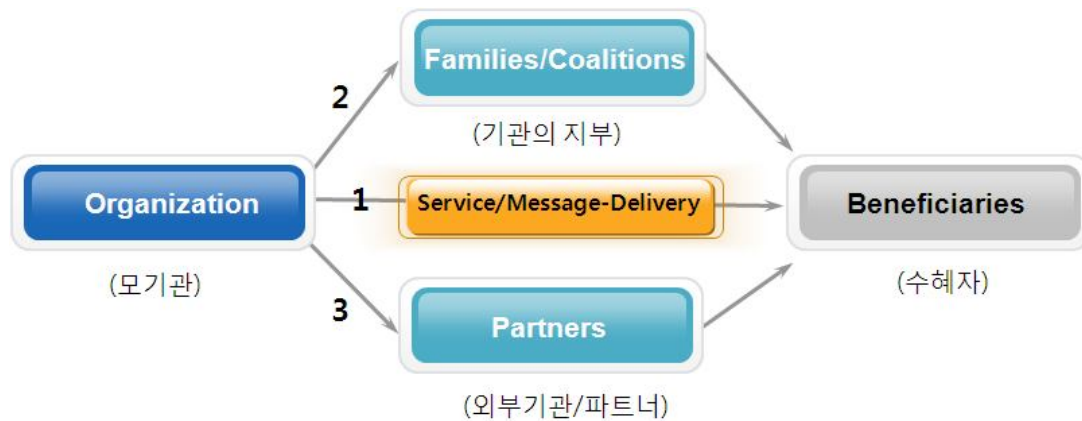 Families/Coalitions
2
(기관의 지부)
Organization
1
Service/Message-Delivery
Beneficiaries
(모기관)
(수혜자)
3
Partners
(외부기관/파트너)